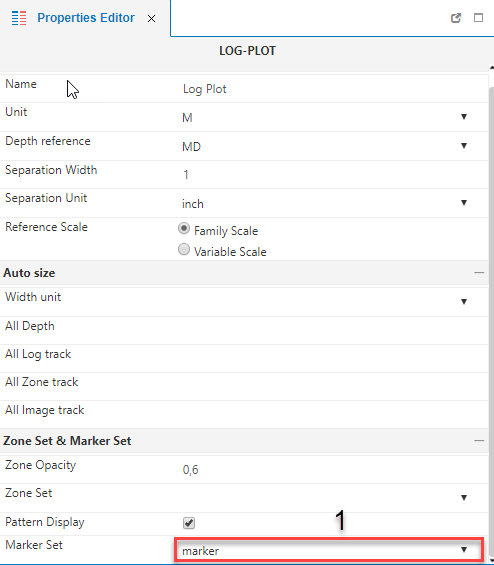 Properties Editor
LOG-PLOT
Name Log Plot
Unit M
Depth reference MD
Separation Width 1
Separation Unit inch
Reference Scale Family Scale
Variable Scale
Auto size
Width unit
All Depth
All Log track
All Zone track
All Image track
Zone Set & Marker Set
Zone Opacity 0,6
Zone Set
Pattern Display
1
Marker Set marker